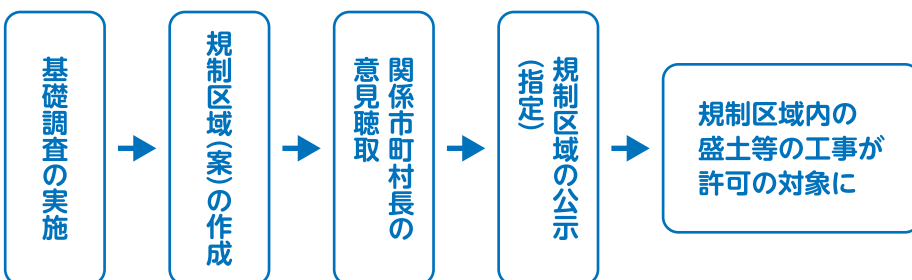 基礎調査の実施
規制区域(案)の作成
関係市町村長の
意見聴取
規制区域の公示
(指定)
規制区域内の
盛土等の工事が
許可の対象に